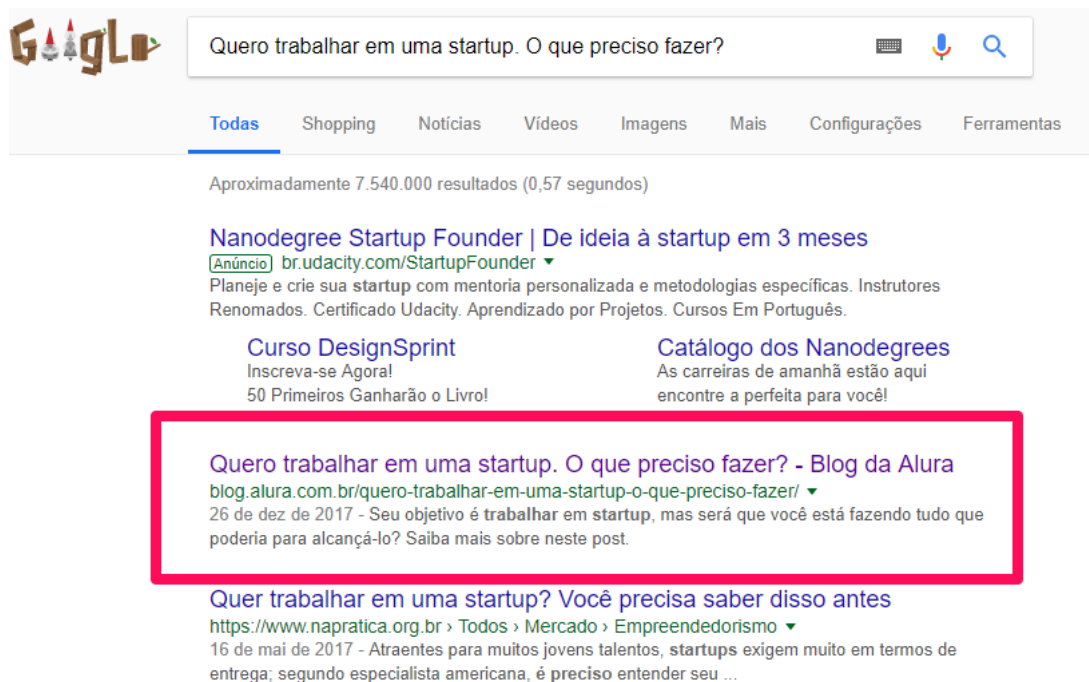 Google
Quero trabalhar em uma startup. O que preciso fazer?
Todas Shopping Notícias Vídeos Imagens Mais Configurações Ferramentas
Aproximadamente 7.540.000 resultados (0,57 segundos)
Nanodegree Startup Founder | De ideia à startup em 3 meses
Anúncio br.udacity.com/StartupFounder
Planeje e crie sua startup com mentoria personalizada e metodologias específicas. Instrutores
Renomados. Certificado Udacity. Aprendizado por Projetos. Cursos Em Português.
Curso DesignSprint
Inscreva-se Agora!
50 Primeiros Ganharão o Livro!
Catálogo dos Nanodegrees
As carreiras de amanhã estão aqui
encontre a perfeita para você!
Quero trabalhar em uma startup. O que preciso fazer? - Blog da Alura
blog.alura.com.br/quero-trabalhar-em-uma-startup-o-que-preciso-fazer/
26 de dez de 2017 - Seu objetivo é trabalhar em startup, mas será que você está fazendo tudo que
poderia para alcançá-lo? Saiba mais sobre neste post.
Quer trabalhar em uma startup? Você precisa saber disso antes
https://www.napratica.org.br › Todos › Mercado › Empreendedorismo
16 de mai de 2017 - Atraentes para muitos jovens talentos, startups exigem muito em termos de
entrega; segundo especialista americana, é preciso entender seu ...